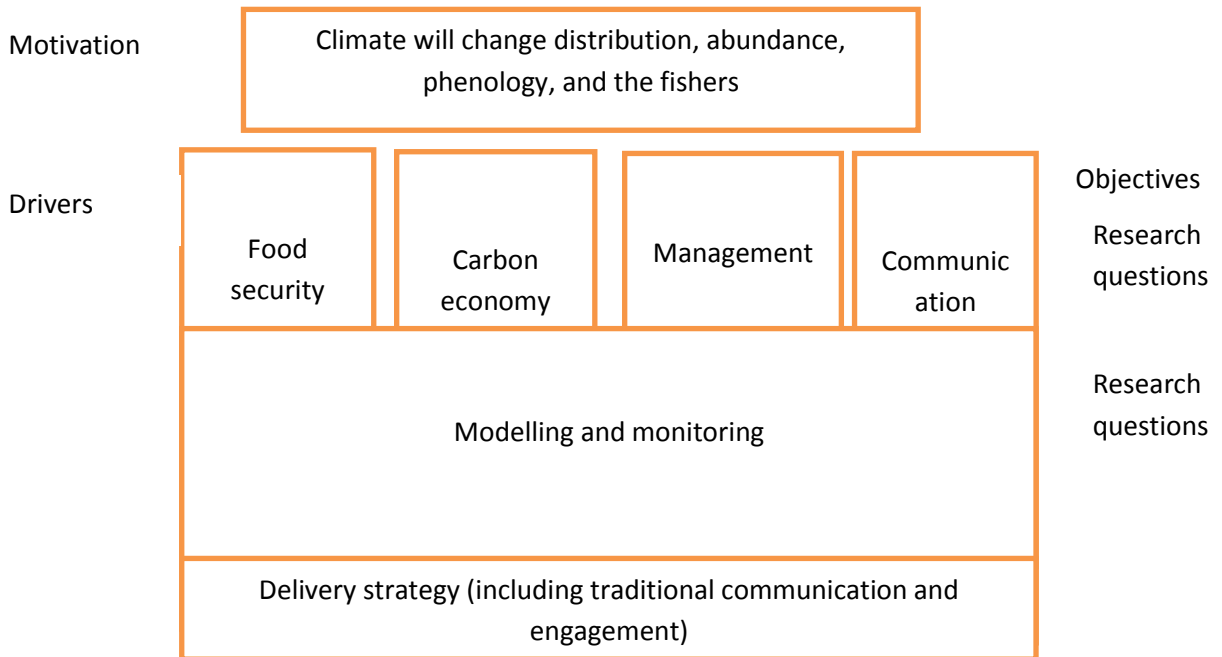 Motivation
Climate will change distribution, abundance,
phenology, and the fishers
Drivers
Food
security
Carbon
economy
Management
Communic
ation
Objectives
Research
questions
Modelling and monitoring
Research
questions
Delivery strategy (including traditional communication and
engagement)